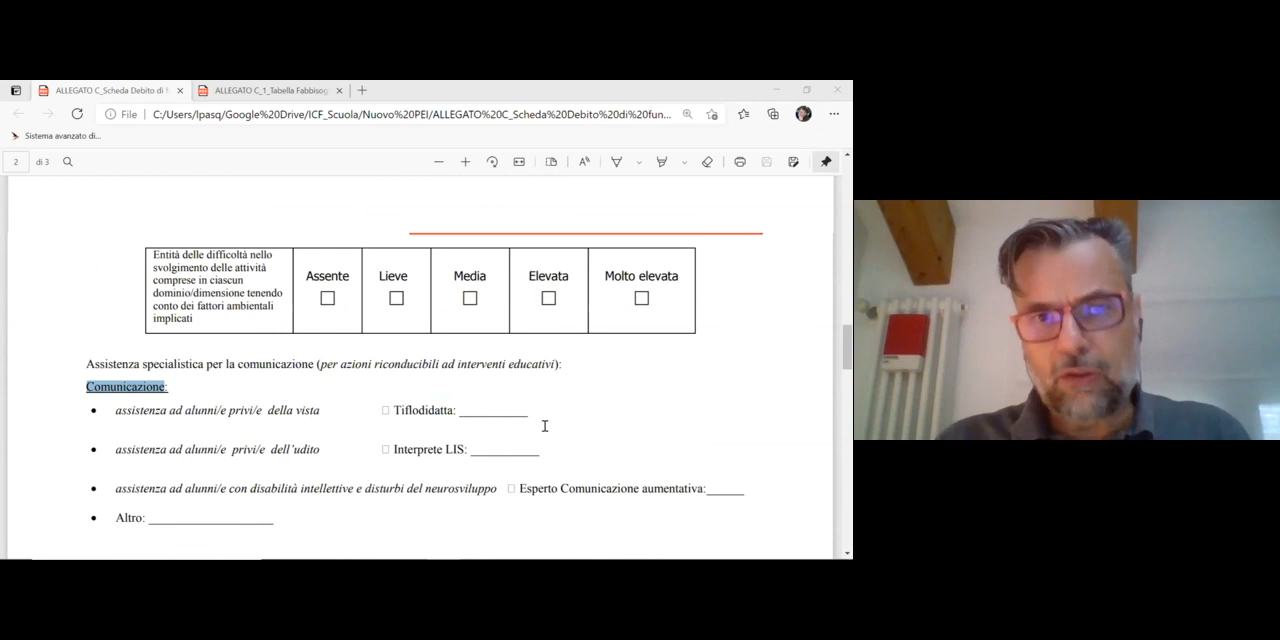 ALLEGATO C_Scheda Debito di
ALLEGATO C_1_Tabella Fabbisog
File
C:/Users/lpasq/Google%20Drive/ICF_Scuola/Nuovo%20PEI/ALLEGATO%20C_Scheda%20Debito%20di%20fun...
Sistema avanzato di...
2 di 3
Entità delle difficoltà nello
svolgimento delle attività
comprese in ciascun
dominio/dimensione tenendo
conto dei fattori ambientali
implicati
Assente Lieve Media Elevata Molto elevata
Assistenza specialistica per la comunicazione (per azioni riconducibili ad interventi educativi):
Comunicazione:
• assistenza ad alunni/e privi/e della vista □ Tiflodidatta: ___________
• assistenza ad alunni/e privi/e dell’udito □ Interprete LIS: ___________
• assistenza ad alunni/e con disabilità intellettive e disturbi del neurosviluppo □ Esperto Comunicazione aumentativa:______
• Altro: ____________________